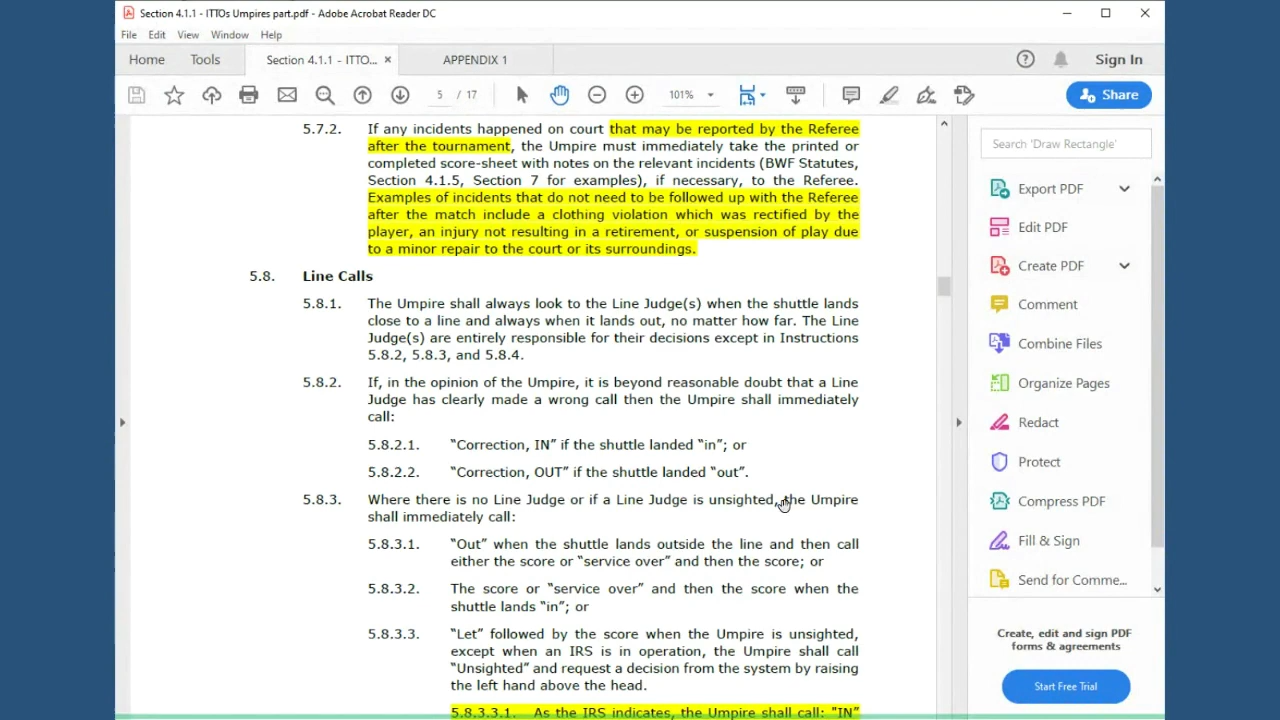 Section 4.1.1 - ITTOs Umpires part.pdf - Adobe Acrobat Reader DC
File Edit View Window Help
Home Tools Section 4.1.1 - ITTO... × APPENDIX 1 Sign In
5 / 17 101% Share
5.7.2. If any incidents happened on court that may be reported by the Referee
after the tournament, the Umpire must immediately take the printed or
completed score-sheet with notes on the relevant incidents (BWF Statutes,
Section 4.1.5, Section 7 for examples), if necessary, to the Referee.
Examples of incidents that do not need to be followed up with the Referee
after the match include a clothing violation which was rectified by the
player, an injury not resulting in a retirement, or suspension of play due
to a minor repair to the court or its surroundings.
5.8. Line Calls
5.8.1. The Umpire shall always look to the Line Judge(s) when the shuttle lands
close to a line and always when it lands out, no matter how far. The Line
Judge(s) are entirely responsible for their decisions except in Instructions
5.8.2, 5.8.3, and 5.8.4.
5.8.2. If, in the opinion of the Umpire, it is beyond reasonable doubt that a Line
Judge has clearly made a wrong call then the Umpire shall immediately
call:
5.8.2.1. “Correction, IN” if the shuttle landed “in”; or
5.8.2.2. “Correction, OUT” if the shuttle landed “out”.
5.8.3. Where there is no Line Judge or if a Line Judge is unsighted, the Umpire
shall immediately call:
5.8.3.1. “Out” when the shuttle lands outside the line and then call
either the score or “service over” and then the score; or
5.8.3.2. The score or “service over” and then the score when the
shuttle lands “in”; or
5.8.3.3. “Let” followed by the score when the Umpire is unsighted,
except when an IRS is in operation, the Umpire shall call
“Unsighted” and request a decision from the system by raising
the left hand above the head.
5.8.3.3.1. As the IRS indicates, the Umpire shall call: "IN"
Search 'Draw Rectangle'
Export PDF
Edit PDF
Create PDF
Comment
Combine Files
Organize Pages
Redact
Protect
Compress PDF
Fill & Sign
Send for Comme...
Create, edit and sign PDF
forms & agreements
Start Free Trial